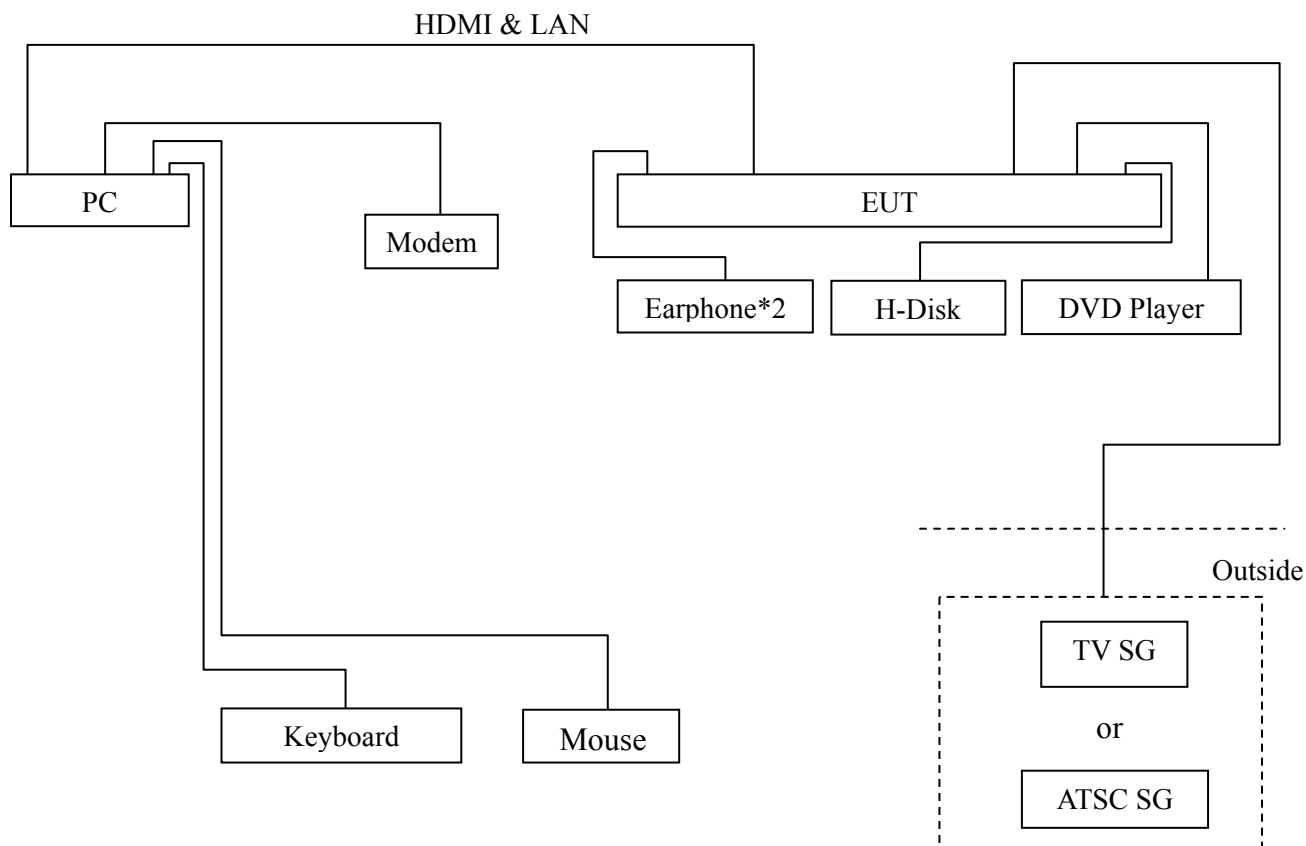 HDMI & LAN
PC
EUT
Modem
Earphone*2
H-Disk
DVD Player
Outside
TV SG
or
ATSC SG
Keyboard
Mouse